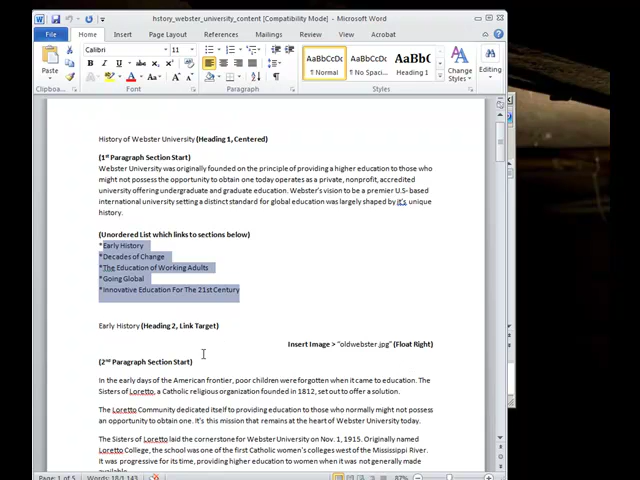 hstory_webster_university_content [Compatibility Mode] - Microsoft Word
File Home Insert Page Layout References Mailings Review View Acrobat
Calibri 11
Paste
AaBbCcDc AaBbCcDc AaBbC
¶ Normal ¶ No Spaci... Heading 1
Change Styles
Editing
Clipboard Font Paragraph Styles
History of Webster University (Heading 1, Centered)
(1st Paragraph Section Start)
Webster University was originally founded on the principle of providing a higher education to those who
might not possess the opportunity to obtain one today operates as a private, nonprofit, accredited
university offering undergraduate and graduate education. Webster's vision to be a premier U.S- based
international university setting a distinct standard for global education was largely shaped by it's, unique
history.
(Unordered List which links to sections below)
*Early History
*Decades of Change
*The Education of Working Adults
*Going Global
*Innovative Education For The 21st Century
Early History (Heading 2, Link Target)
Insert Image > "oldwebster.jpg" (Float Right)
(2nd Paragraph Section Start)
In the early days of the American frontier, poor children were forgotten when it came to education. The
Sisters of Loretto, a Catholic religious organization founded in 1812, set out to offer a solution.
The Loretto Community dedicated itself to providing education to those who normally might not possess
an opportunity to obtain one. It's this mission that remains at the heart of Webster University today.
The Sisters of Loretto laid the cornerstone for Webster University on Nov. 1, 1915. Originally named
Loretto College, the school was one of the first Catholic women's colleges west of the Mississippi River.
It was progressive for its time, providing higher education to women when it was not generally made
available.
Page: 1 of 5 Words: 18/1,143 87%